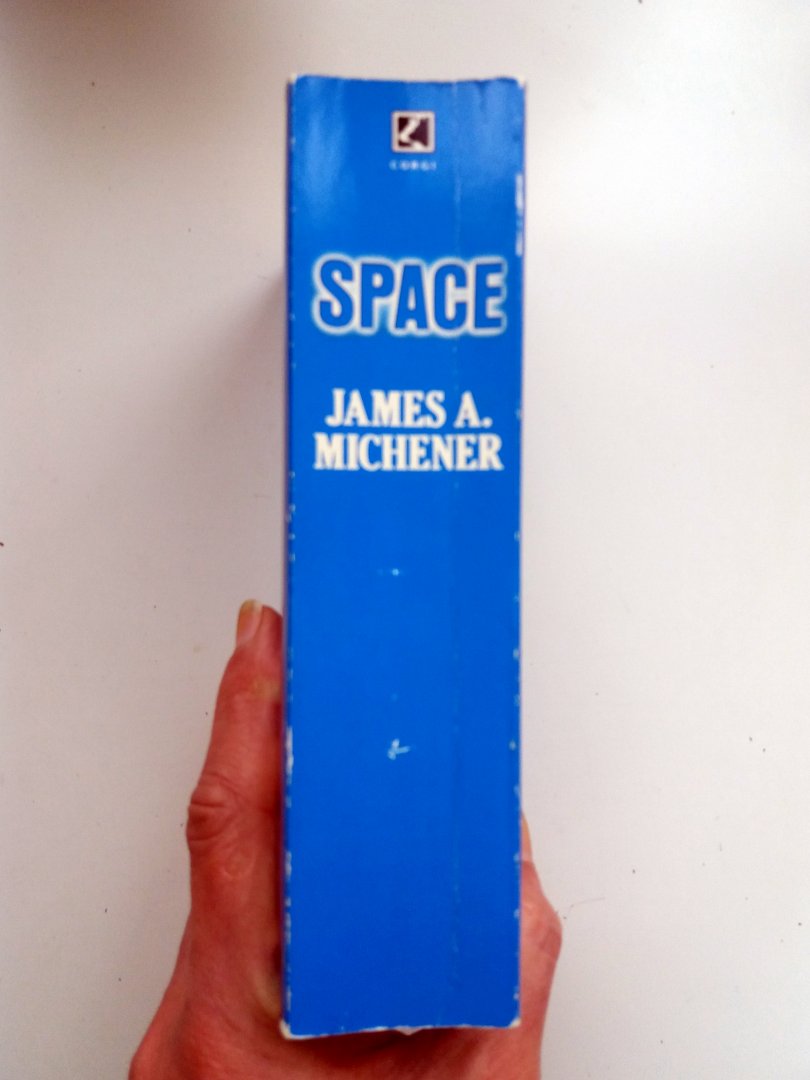 CORGI
SPACE
JAMES A.
MICHENER